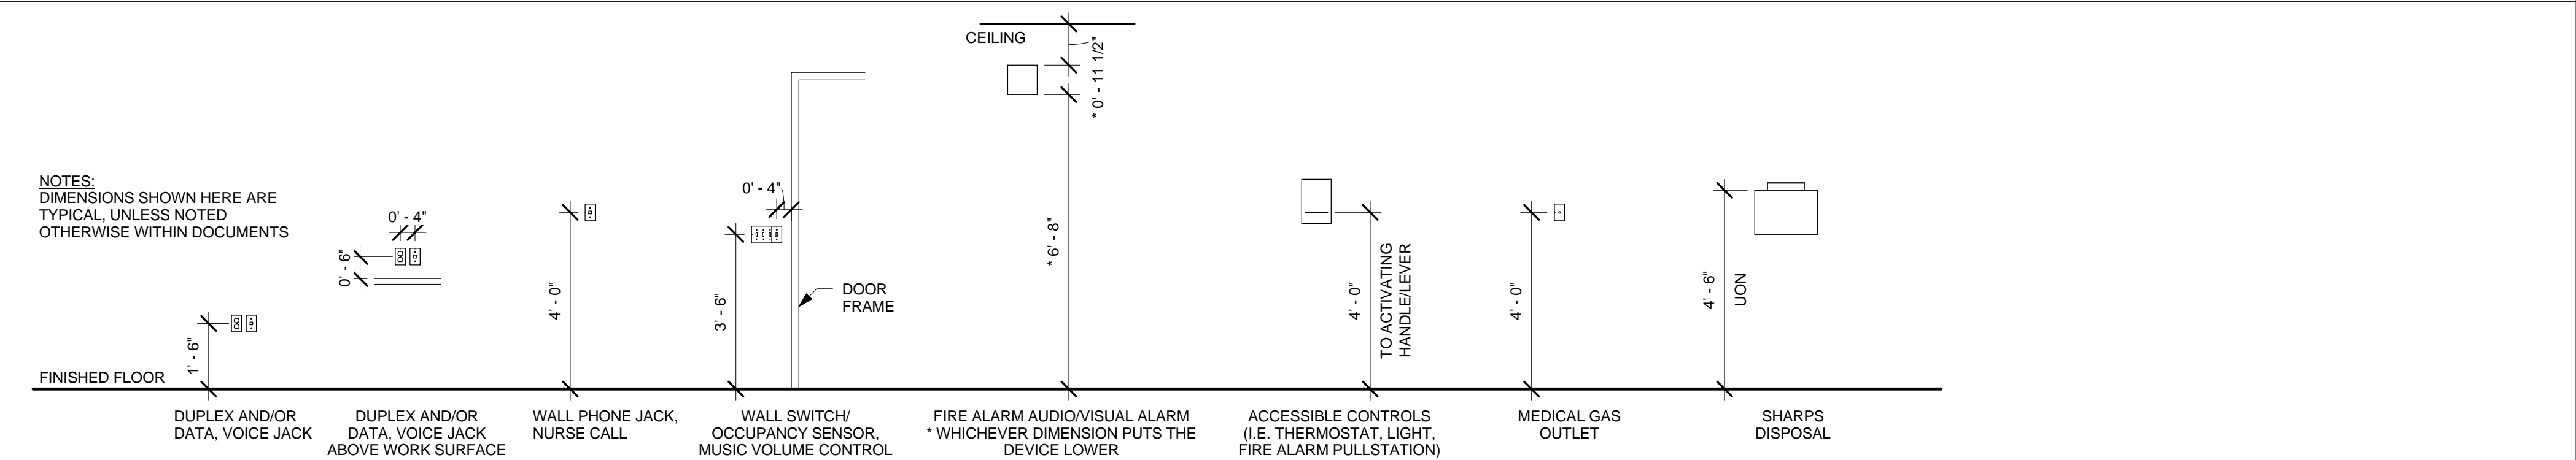 CEILING
* 0' - 11 1/2"
NOTES:
DIMENSIONS SHOWN HERE ARE
TYPICAL, UNLESS NOTED
OTHERWISE WITHIN DOCUMENTS
0' - 4"
0' - 6"
0' - 4"
1' - 6"
4' - 0"
3' - 6"
DOOR
FRAME
* 6' - 8"
4' - 0"
TO ACTIVATING
HANDLE/LEVER
4' - 0"
4' - 6"
UON
FINISHED FLOOR
DUPLEX AND/OR
DATA, VOICE JACK
DUPLEX AND/OR
DATA, VOICE JACK
ABOVE WORK SURFACE
WALL PHONE JACK,
NURSE CALL
WALL SWITCH/
OCCUPANCY SENSOR,
MUSIC VOLUME CONTROL
FIRE ALARM AUDIO/VISUAL ALARM
* WHICHEVER DIMENSION PUTS THE
DEVICE LOWER
ACCESSIBLE CONTROLS
(I.E. THERMOSTAT, LIGHT,
FIRE ALARM PULLSTATION)
MEDICAL GAS
OUTLET
SHARPS
DISPOSAL